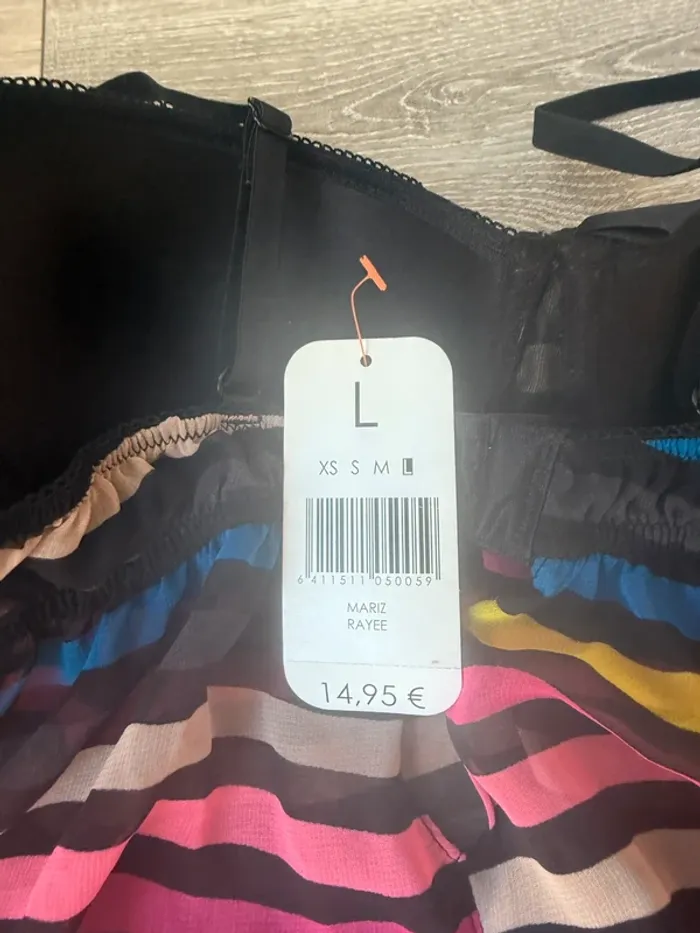 L
XS S M L
6 411511 050059
MARIZ
RAYEE
14,95 €